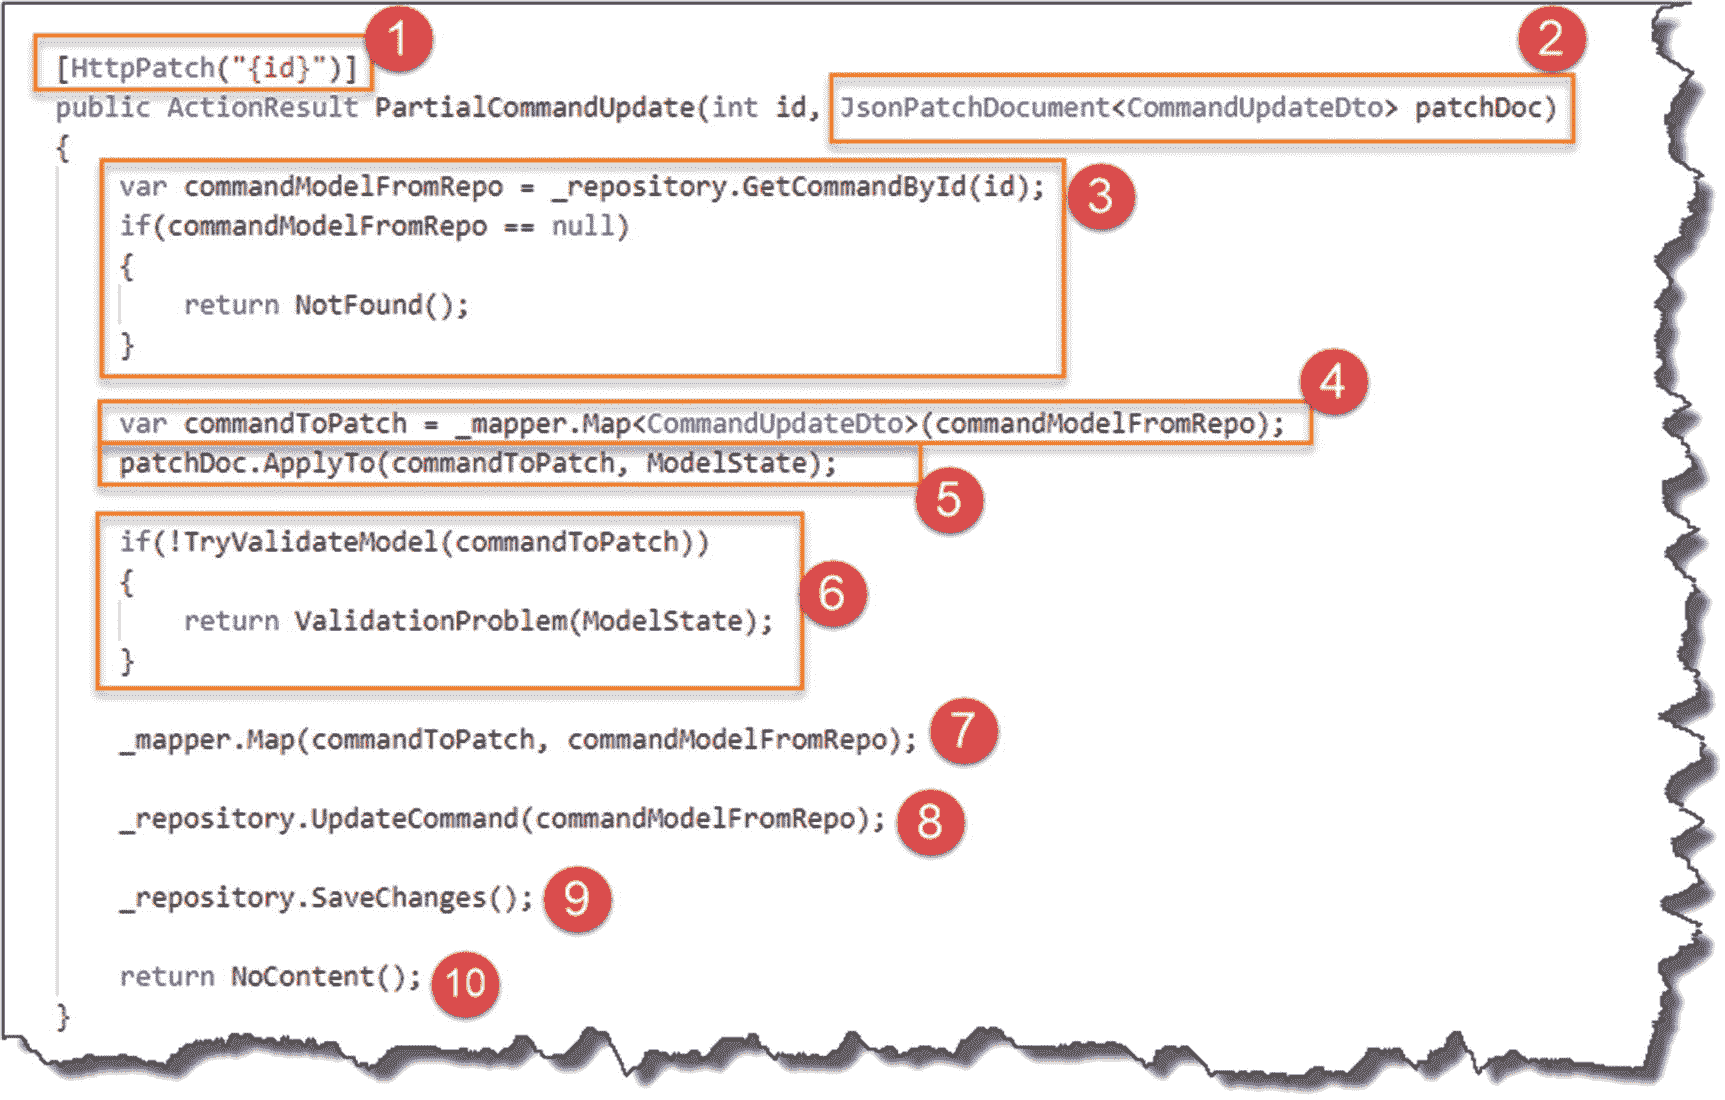 1
[HttpPatch("{id}")]
2
public ActionResult PartialCommandUpdate(int id, JsonPatchDocument<CommandUpdateDto> patchDoc)
{
var commandModelFromRepo = _repository.GetCommandById(id);
3
if(commandModelFromRepo == null)
{
return NotFound();
}
4
var commandToPatch = _mapper.Map<CommandUpdateDto>(commandModelFromRepo);
patchDoc.ApplyTo(commandToPatch, ModelState);
5
if(!TryValidateModel(commandToPatch))
{
6
return ValidationProblem(ModelState);
}
_mapper.Map(commandToPatch, commandModelFromRepo);
7
_repository.UpdateCommand(commandModelFromRepo);
8
_repository.SaveChanges();
9
return NoContent();
10
}